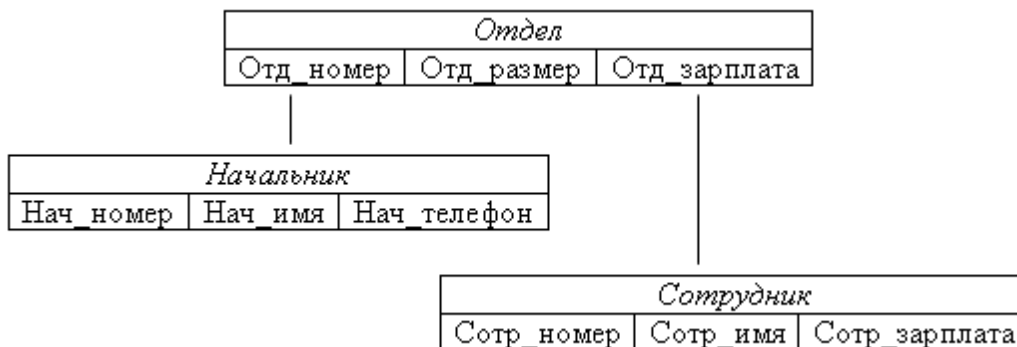 Отдел
Отд_номер Отд_размер Отд_зарплата
Начальник
Нач_номер Нач_имя Нач_телефон
Сотрудник
Сотр_номер Сотр_имя Сотр_зарплата